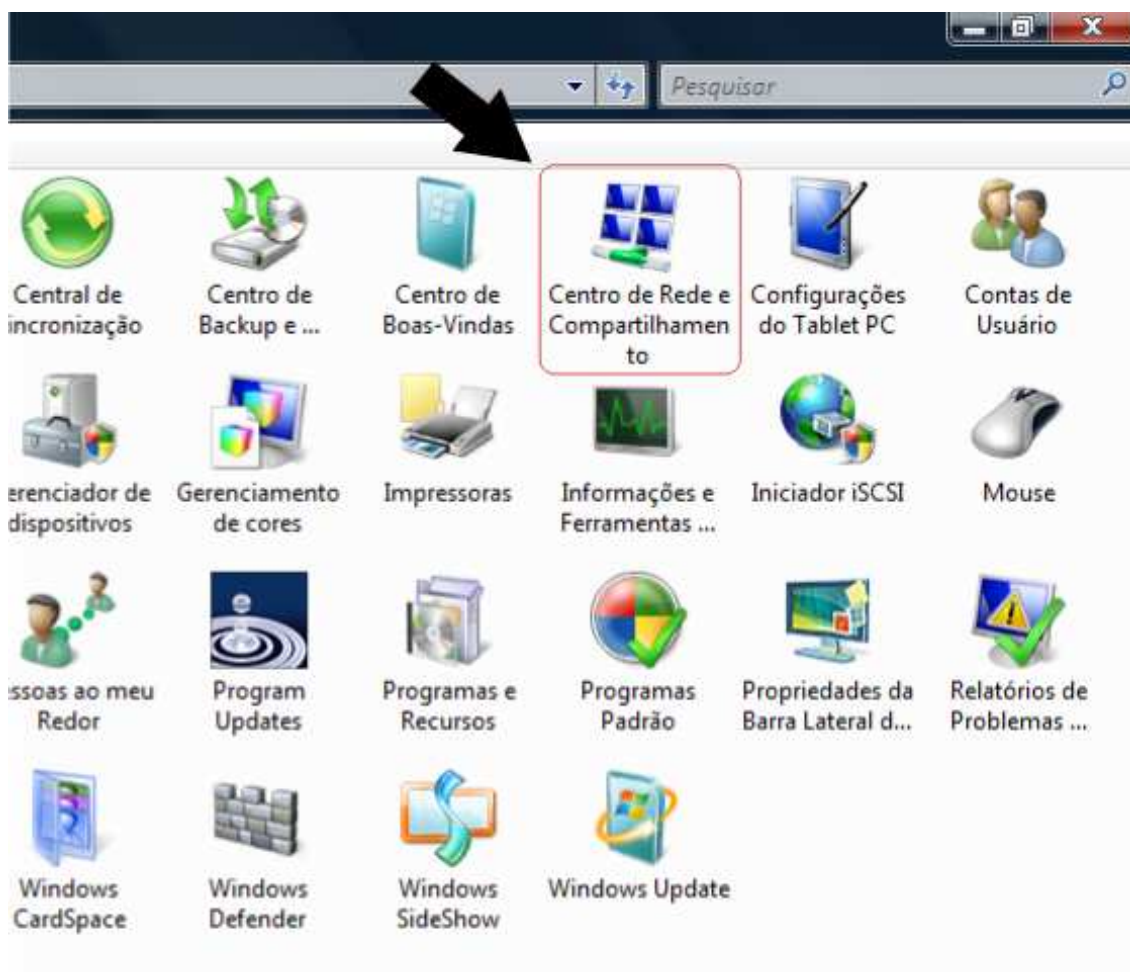 Pesquisar
Central de
incronização
Centro de
Backup e ...
Centro de
Boas-Vindas
Centro de Rede e
Compartilhamen
to
Configurações
do Tablet PC
Contas de
Usuário
erenciador de
dispositivos
Gerenciamento
de cores
Impressoras
Informações e
Ferramentas ...
Iniciador iSCSI
Mouse
ssoas ao meu
Redor
Program
Updates
Programas e
Recursos
Programas
Padrão
Propriedades da
Barra Lateral d...
Relatórios de
Problemas ...
Windows
CardSpace
Windows
Defender
Windows
SideShow
Windows Update